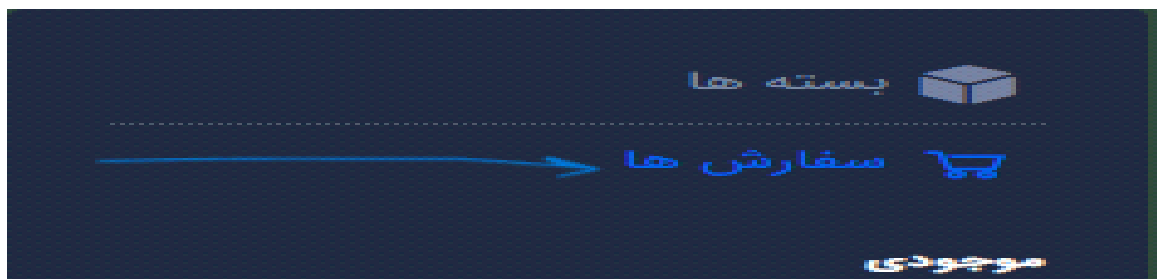 بسته ها
سفارش ها
موجودی